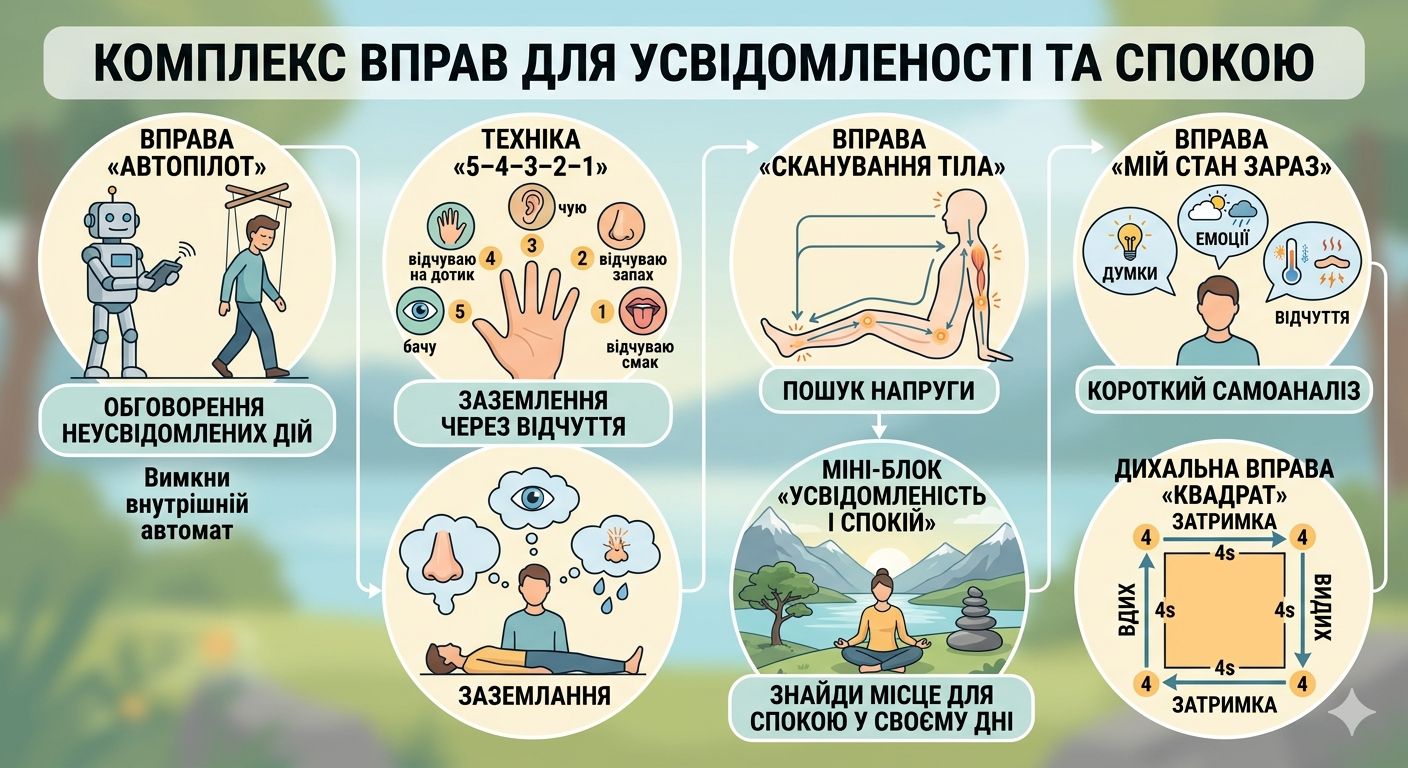 КОМПЛЕКС ВПРАВ ДЛЯ УСВІДОМЛЕНОСТІ ТА СПОКОЮ
ВПРАВА
«АВТОПІЛОТ»
ОБГОВОРЕННЯ
НЕУСВІДОМЛЕНИХ ДІЙ
Вимкни
внутрішній
автомат
ТЕХНІКА
«5–4–3–2–1»
чую
3
відчуваю
на дотик
4
2
відчуваю
запах
5
бачу
1
відчуваю
смак
ЗАЗЕМЛЕННЯ
ЧЕРЕЗ ВІДЧУТТЯ
ЗАЗЕМЛАННЯ
ВПРАВА
«СКАНУВАННЯ ТІЛА»
ПОШУК НАПРУГИ
МІНІ-БЛОК
«УСВІДОМЛЕНІСТЬ
І СПОКІЙ»
ЗНАЙДИ МІСЦЕ ДЛЯ
СПОКОЮ У СВОЄМУ ДНІ
ВПРАВА
«МІЙ СТАН ЗАРАЗ»
ДУМКИ
ЕМОЦІЇ
ВІДЧУТТЯ
КОРОТКИЙ САМОАНАЛІЗ
ДИХАЛЬНА ВПРАВА
«КВАДРАТ»
ЗАТРИМКА
4
4
4s
ВДИХ
4s
4s
ВИДИХ
4s
4
4
ЗАТРИМКА